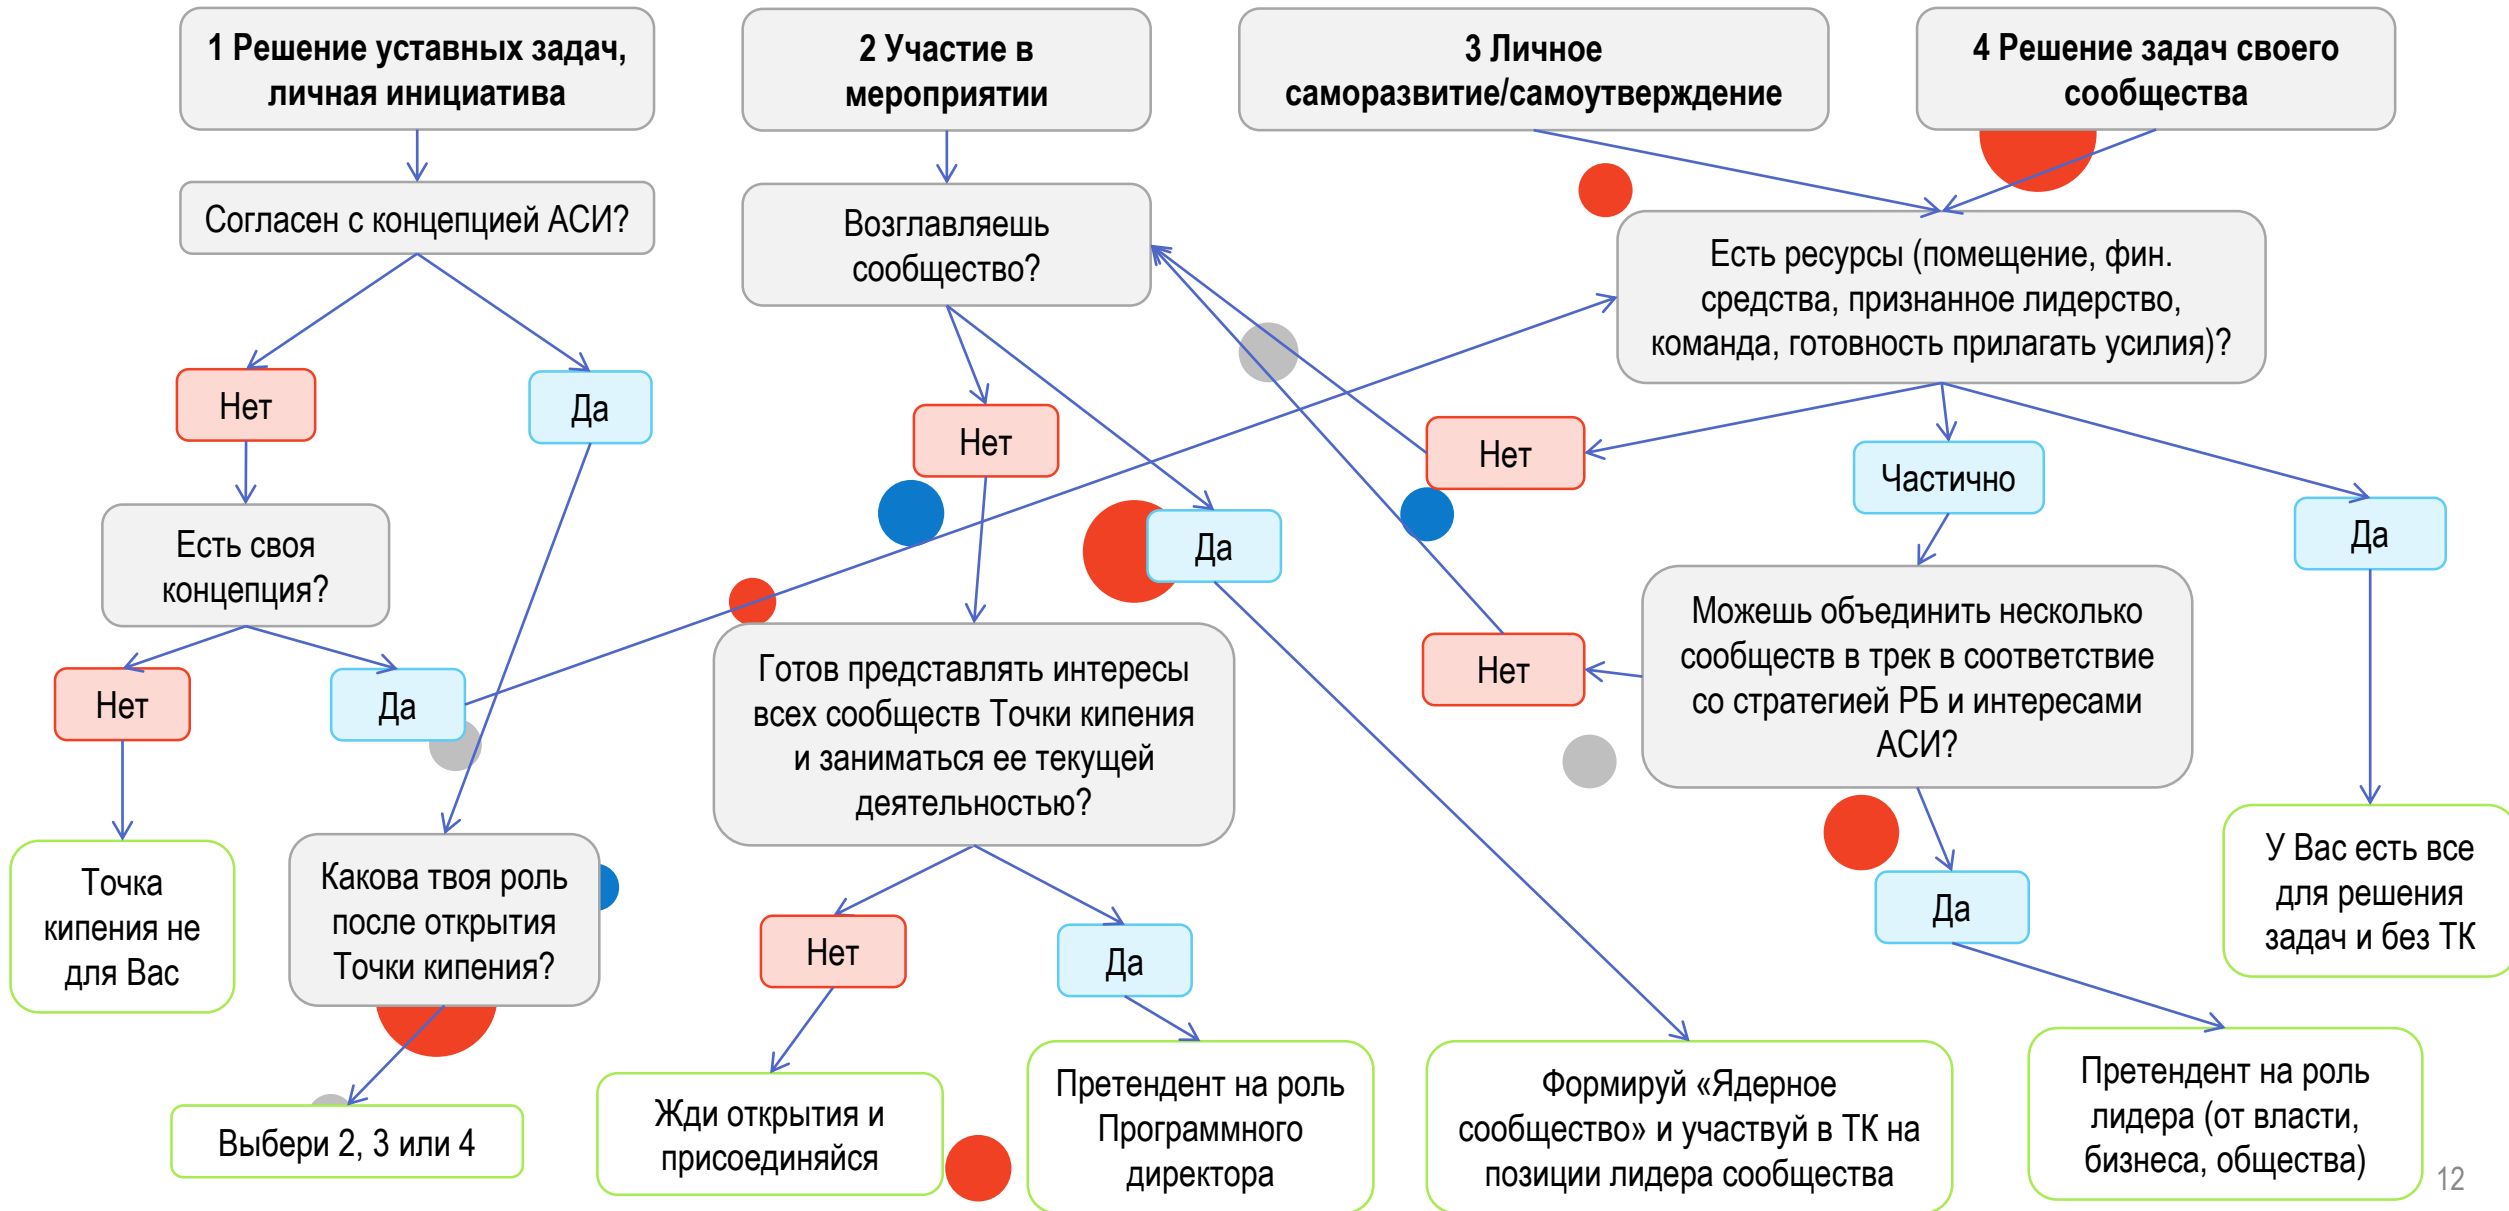 1 Решение уставных задач,
личная инициатива
2 Участие в
мероприятии
3 Личное
саморазвитие/самоутверждение
4 Решение задач своего
сообщества
Согласен с концепцией АСИ?
Возглавляешь
сообщество?
Есть ресурсы (помещение, фин.
средства, признанное лидерство,
команда, готовность прилагать усилия)?
Нет
Да
Нет
Нет
Частично
Да
Есть своя
концепция?
Да
Можешь объединить несколько
сообществ в трек в соответствие
со стратегией РБ и интересами
АСИ?
Нет
Да
Готов представлять интересы
всех сообществ Точки кипения
и заниматься ее текущей
деятельностью?
Нет
Точка
кипения не
для Вас
Какова твоя роль
после открытия
Точки кипения?
Нет
Да
Да
У Вас есть все
для решения
задач и без ТК
Выбери 2, 3 или 4
Жди открытия и
присоединяйся
Претендент на роль
Программного
директора
Формируй «Ядерное
сообщество» и участвуй в ТК на
позиции лидера сообщества
Претендент на роль
лидера (от власти,
бизнеса, общества)
12